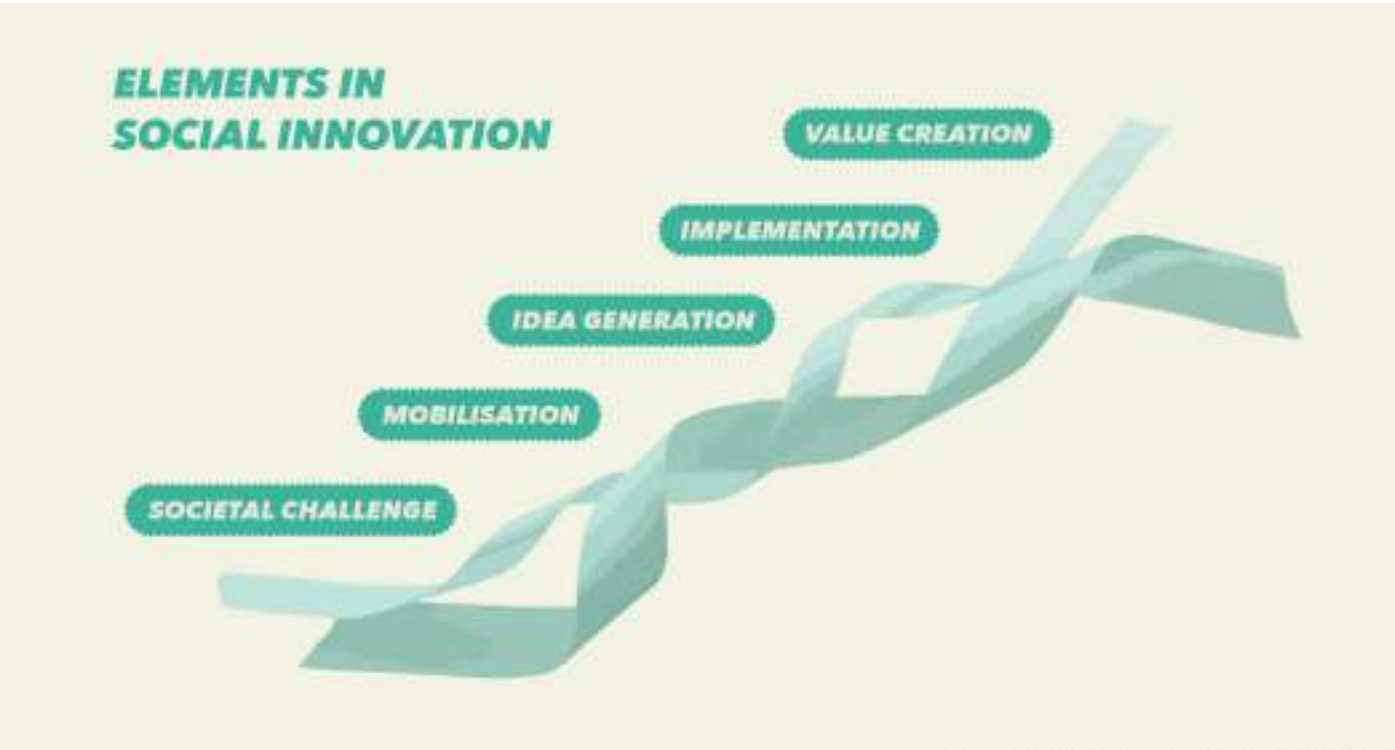 ELEMENTS IN
SOCIAL INNOVATION
VALUE CREATION
IMPLEMENTATION
IDEA GENERATION
MOBILISATION
SOCIETAL CHALLENGE